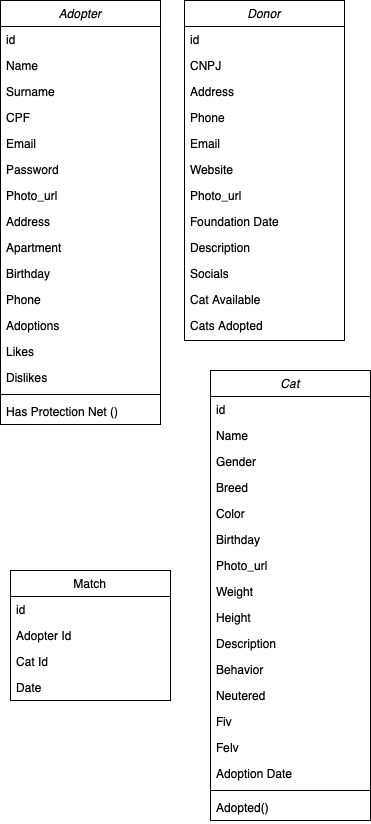 Adopter
id
Name
Surname
CPF
Email
Password
Photo_url
Address
Apartment
Birthday
Phone
Adoptions
Likes
Dislikes
Has Protection Net ()
Donor
id
CNPJ
Address
Phone
Email
Website
Photo_url
Foundation Date
Description
Socials
Cat Available
Cats Adopted
Cat
id
Name
Gender
Breed
Color
Birthday
Photo_url
Weight
Height
Description
Behavior
Neutered
Fiv
Felv
Adoption Date
Adopted()
Match
id
Adopter Id
Cat Id
Date